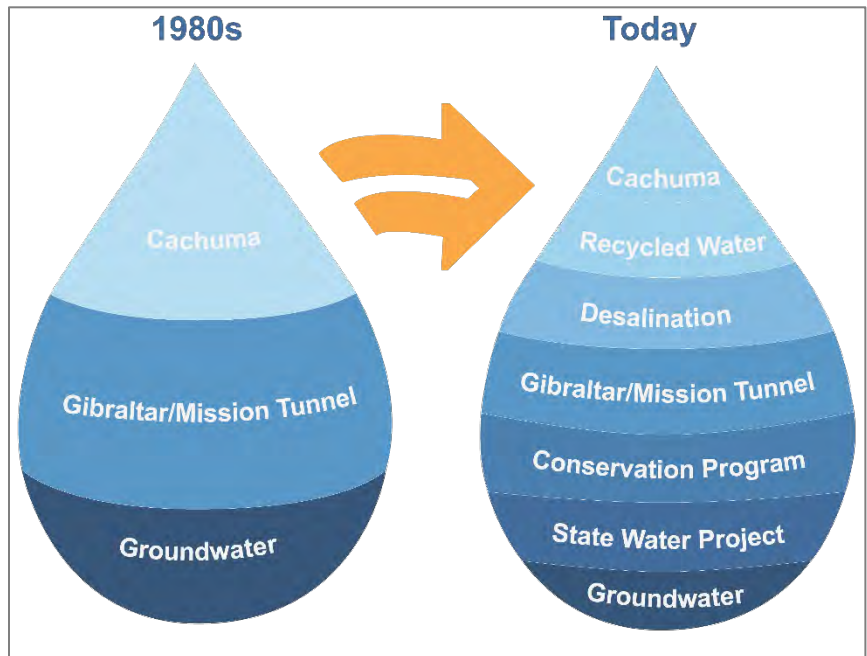 1980s
Cachuma
Gibraltar/Mission Tunnel
Groundwater
Today
Cachuma
Recycled Water
Desalination
Gibraltar/Mission Tunnel
Conservation Program
State Water Project
Groundwater